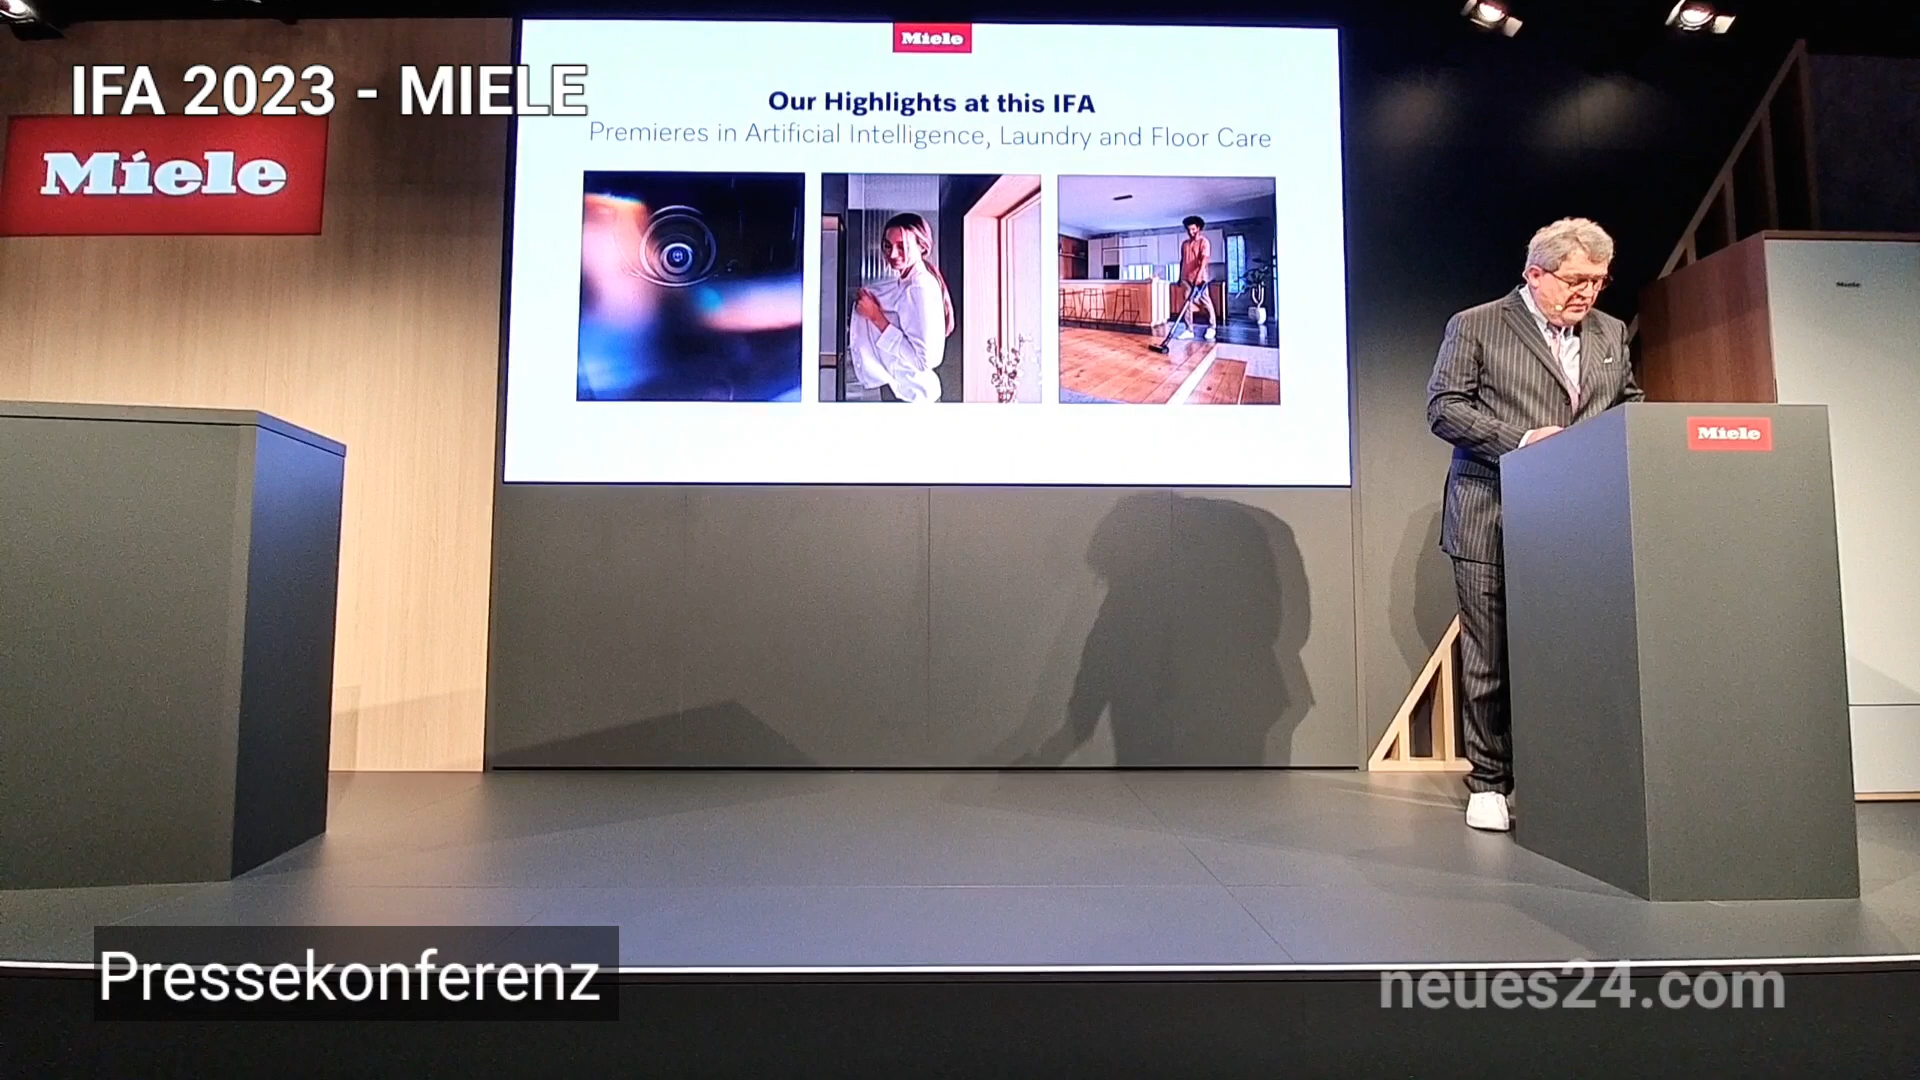 IFA 2023 - MIELE
Miele
Miele
Our Highlights at this IFA
Premieres in Artificial Intelligence, Laundry and Floor Care
Miele
Miele
Pressekonferenz
neues24.com